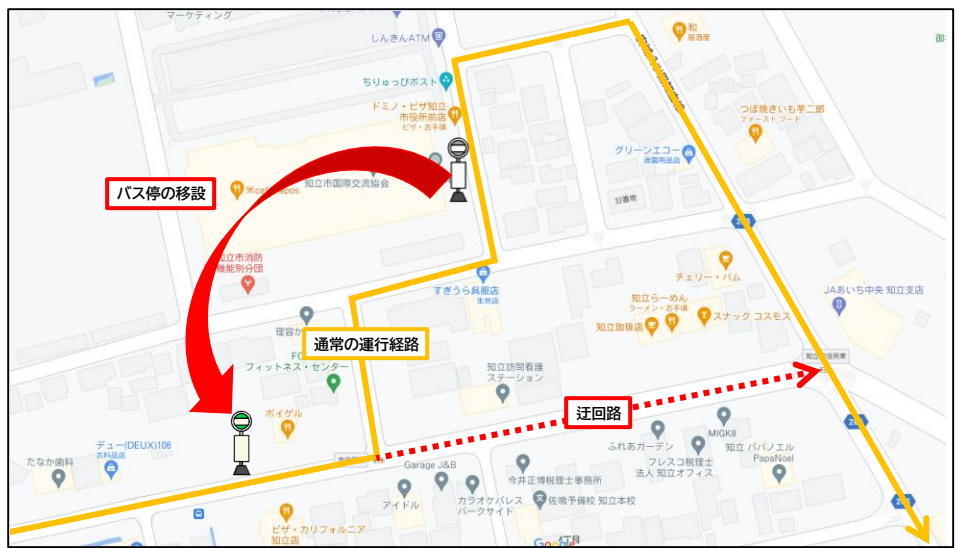 マーケティング
しんきんATM
和
居酒屋
ちりゅっぴポスト
ドミノ・ピザ知立
市役所前店
ピザ・お手頃
つぼ焼きいも芋二郎
ファースト フード
グリーンエコー
バス停の移設
知立市国際交流協会
32番地
知立市消防
機能別分団
すぎうら呉服店
生地店
チェリー・バム
JAあいち中央 知立支店
知立らーめん
ラーメン・お手頃
スナック コスモス
知立珈琲店
通常の運行経路
フィットネス・センター
知立訪問看護
ステーション
迂回路
ボイゲル
MIGK8
デュー(DEUX)106
衣料品店
ふれあガーデン
知立 パパノエル
PapaNoel
たなか歯科
Garage J&B
フレスコ税理士
法人 知立オフィス
今井正博税理士事務所
アイドル
カラオケパレス
パークサイド
佐鳴予備校 知立本校
ピザ・カリフォルニア
知立店
丁目